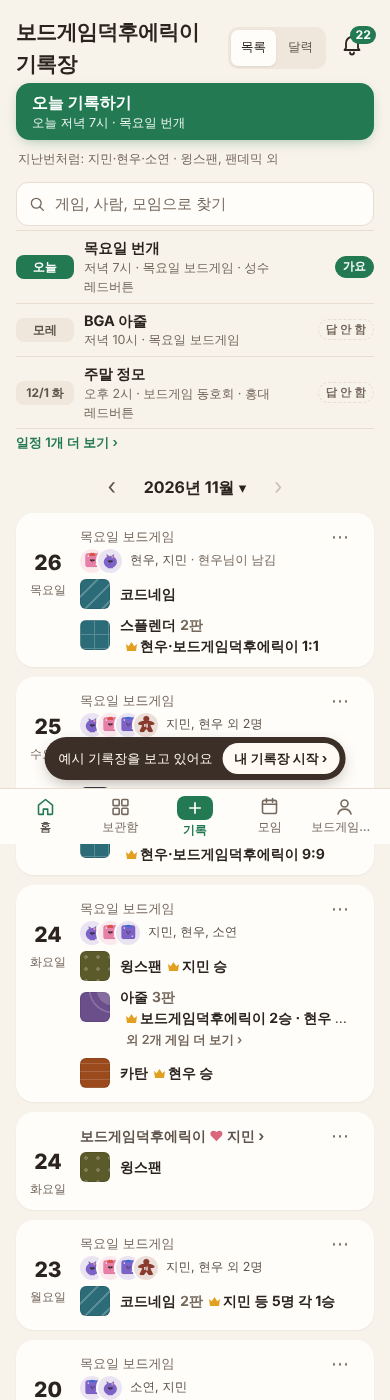 보드게임덕후에릭이
기록장
목록
달력
22
오늘 기록하기
오늘 저녁 7시 · 목요일 번개
지난번처럼: 지민·현우·소연 · 윙스팬, 팬데믹 외
게임, 사람, 모임으로 찾기
오늘
목요일 번개
저녁 7시 · 목요일 보드게임 · 성수
레드버튼
가요
모레
BGA 아줄
저녁 10시 · 목요일 보드게임
답 안 함
12/1 화
주말 정모
오후 2시 · 보드게임 동호회 · 홍대
레드버튼
답 안 함
일정 1개 더 보기 ›
‹ 2026년 11월 ▾ ›
목요일 보드게임 ···
26
목요일
현우, 지민 · 현우님이 남김
코드네임
스플렌더 2판
현우·보드게임덕후에릭이 1:1
목요일 보드게임 ···
25
지민, 현우 외 2명
예시 기록장을 보고 있어요
내 기록장 시작 ›
홈
보관함
기록
모임
보드게임...
현우·보드게임덕후에릭이 9:9
목요일 보드게임 ···
24
화요일
지민, 현우, 소연
윙스팬 지민 승
아줄 3판
보드게임덕후에릭이 2승 · 현우 ...
외 2개 게임 더 보기 ›
카탄 현우 승
보드게임덕후에릭이 ♥ 지민 › ···
24
화요일
윙스팬
목요일 보드게임 ···
23
월요일
지민, 현우 외 2명
코드네임 2판 지민 등 5명 각 1승
목요일 보드게임 ···
20
소연, 지민